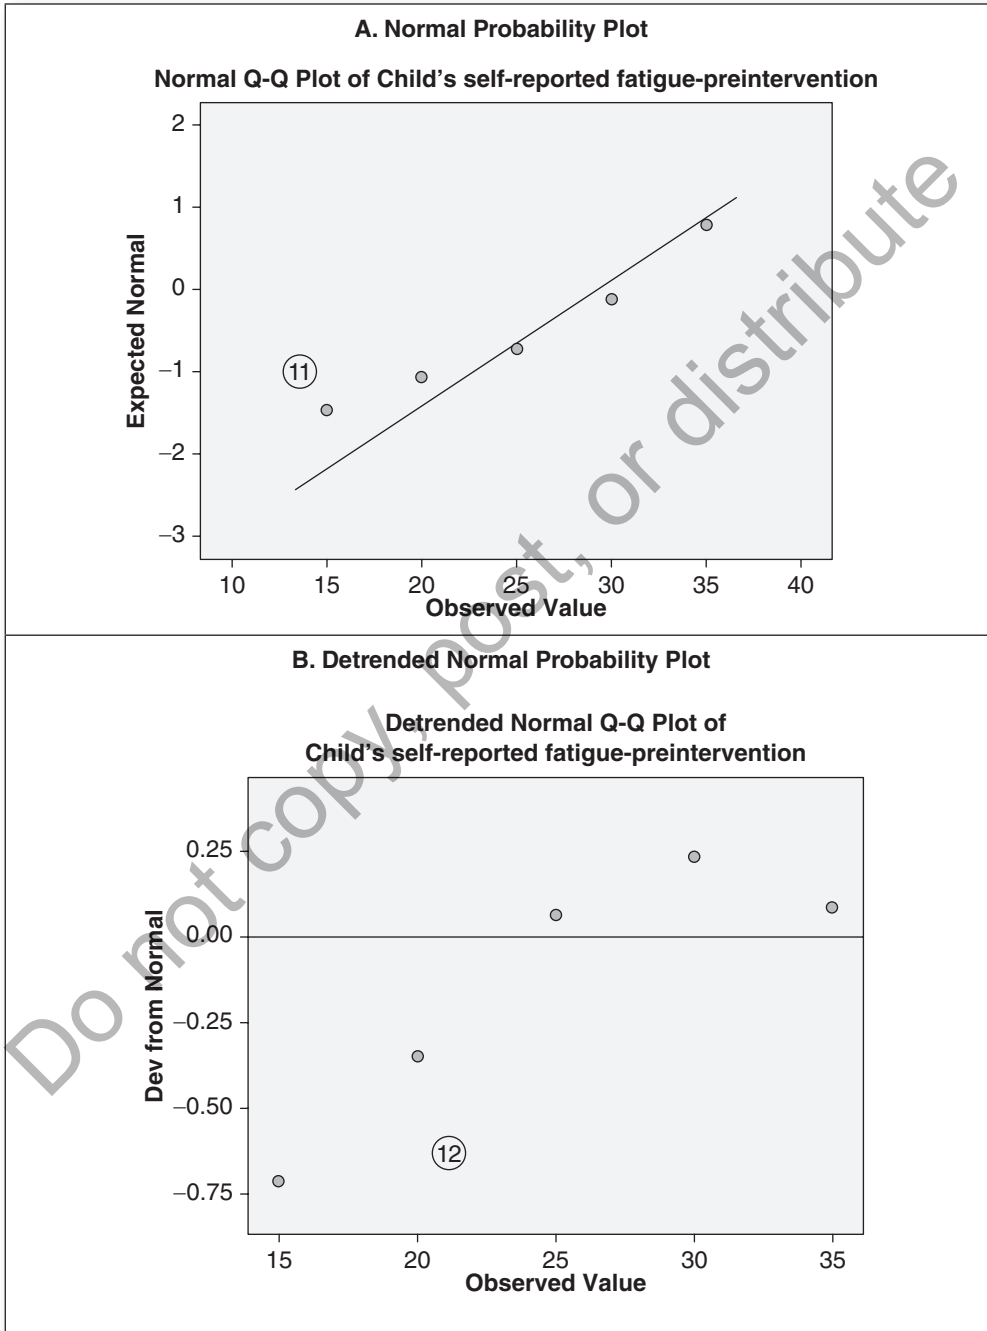 A. Normal Probability Plot
Normal Q-Q Plot of Child's self-reported fatigue-preintervention
2
1
0
−1
−2
−3
Expected Normal
11
10 15 20 25 30 35 40
Observed Value
B. Detrended Normal Probability Plot
Detrended Normal Q-Q Plot of
Child's self-reported fatigue-preintervention
0.25
0.00
−0.25
−0.50
−0.75
Dev from Normal
12
15 20 25 30 35
Observed Value
Do not copy, post, or distribute